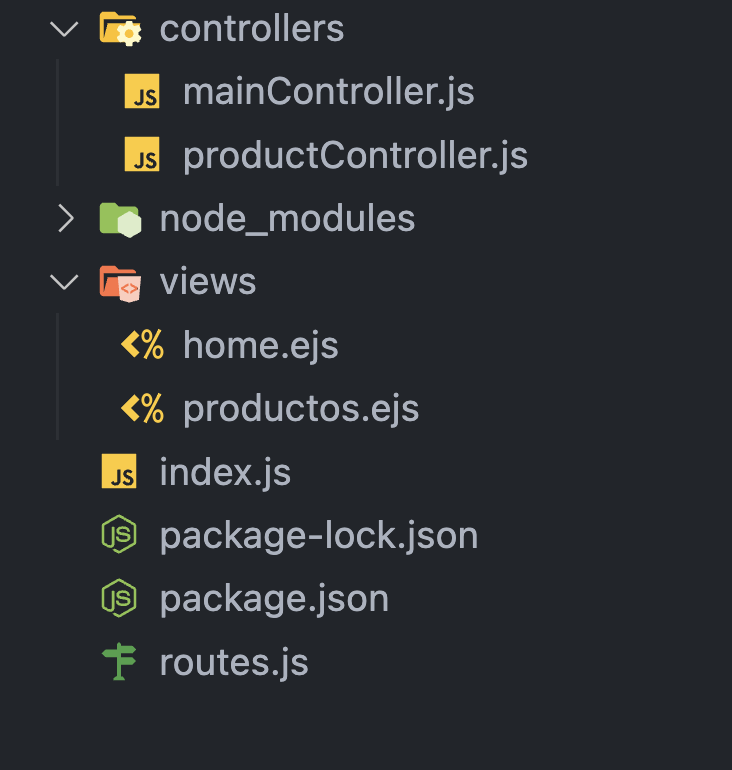 controllers
JS mainController.js
JS productController.js
node_modules
views
<% home.ejs
<% productos.ejs
JS index.js
JS package-lock.json
JS package.json
routes.js